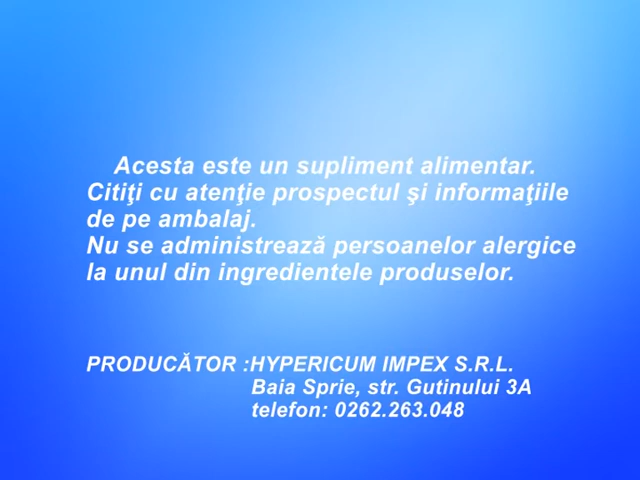 Acesta este un supliment alimentar.
Citiţi cu atenţie prospectul şi informaţiile
de pe ambalaj.
Nu se administrează persoanelor alergice
la unul din ingredientele produselor.
PRODUCĂTOR :HYPERICUM IMPEX S.R.L.
Baia Sprie, str. Gutinului 3A
telefon: 0262.263.048